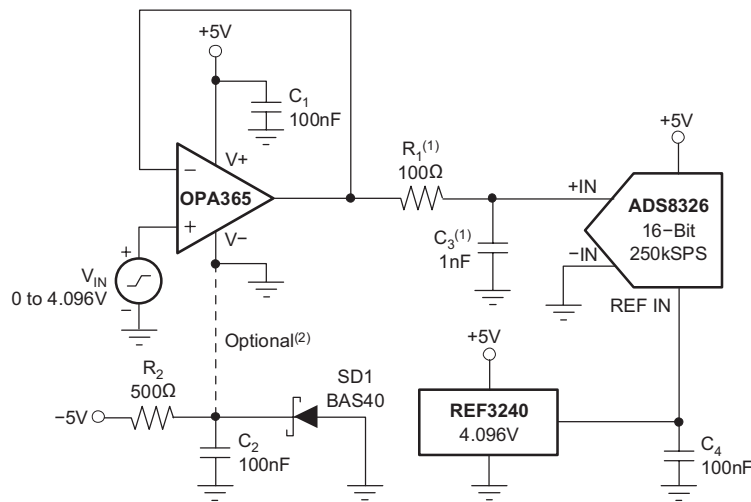 +5V
C1
100nF
V+
−
OPA365
+
V−
+
VIN
0 to 4.096V
−
R1(1)
100Ω
C3(1)
1nF
+5V
+IN
ADS8326
16−Bit
250kSPS
−IN
REF IN
Optional(2)
R2
500Ω
−5V
C2
100nF
SD1
BAS40
+5V
REF3240
4.096V
C4
100nF